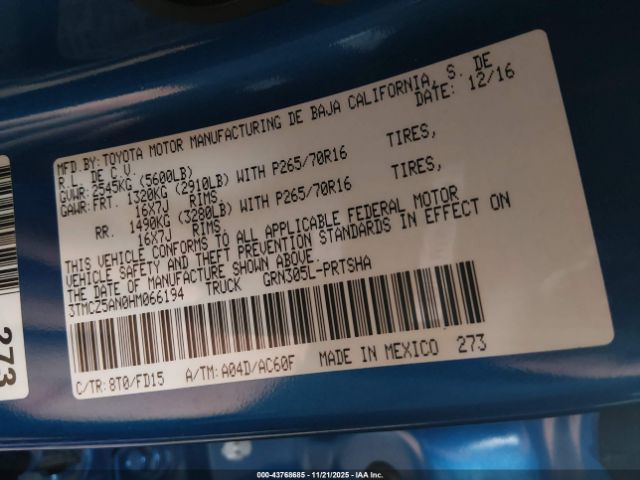 MFD BY: TOYOTA MOTOR MANUFACTURING DE BAJA CALIFORNIA, S. DE
R.L. DE C.V. DATE: 12/16
GVWR: 2545KG (5600LB)
GAWR: FRT. 1320KG (2910LB) WITH P265/70R16 TIRES,
16X7J RIMS
RR. 1490KG (3280LB) WITH P265/70R16 TIRES,
16X7J RIMS
THIS VEHICLE CONFORMS TO ALL APPLICABLE FEDERAL MOTOR
VEHICLE SAFETY AND THEFT PREVENTION STANDARDS IN EFFECT ON
THE DATE OF MANUFACTURE SHOWN ABOVE.
3TMCZ5AN0HM066194 TRUCK GRN305L-PRTSHA
C/TR: 8T0/FD15 A/TM: A04D/AC60F MADE IN MEXICO 273
273
000-43768685 - 11/21/2025 - IAAI.COM